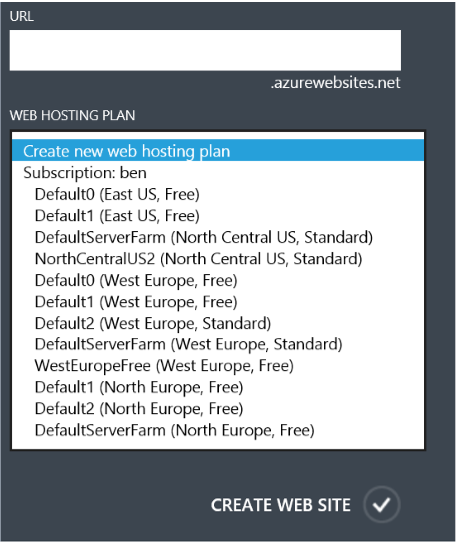 URL
.azurewebsites.net
WEB HOSTING PLAN
Create new web hosting plan
Subscription: ben
Default0 (East US, Free)
Default1 (East US, Free)
DefaultServerFarm (North Central US, Standard)
NorthCentralUS2 (North Central US, Standard)
Default0 (West Europe, Free)
Default1 (West Europe, Free)
Default2 (West Europe, Standard)
DefaultServerFarm (West Europe, Standard)
WestEuropeFree (West Europe, Free)
Default1 (North Europe, Free)
Default2 (North Europe, Free)
DefaultServerFarm (North Europe, Free)
CREATE WEB SITE